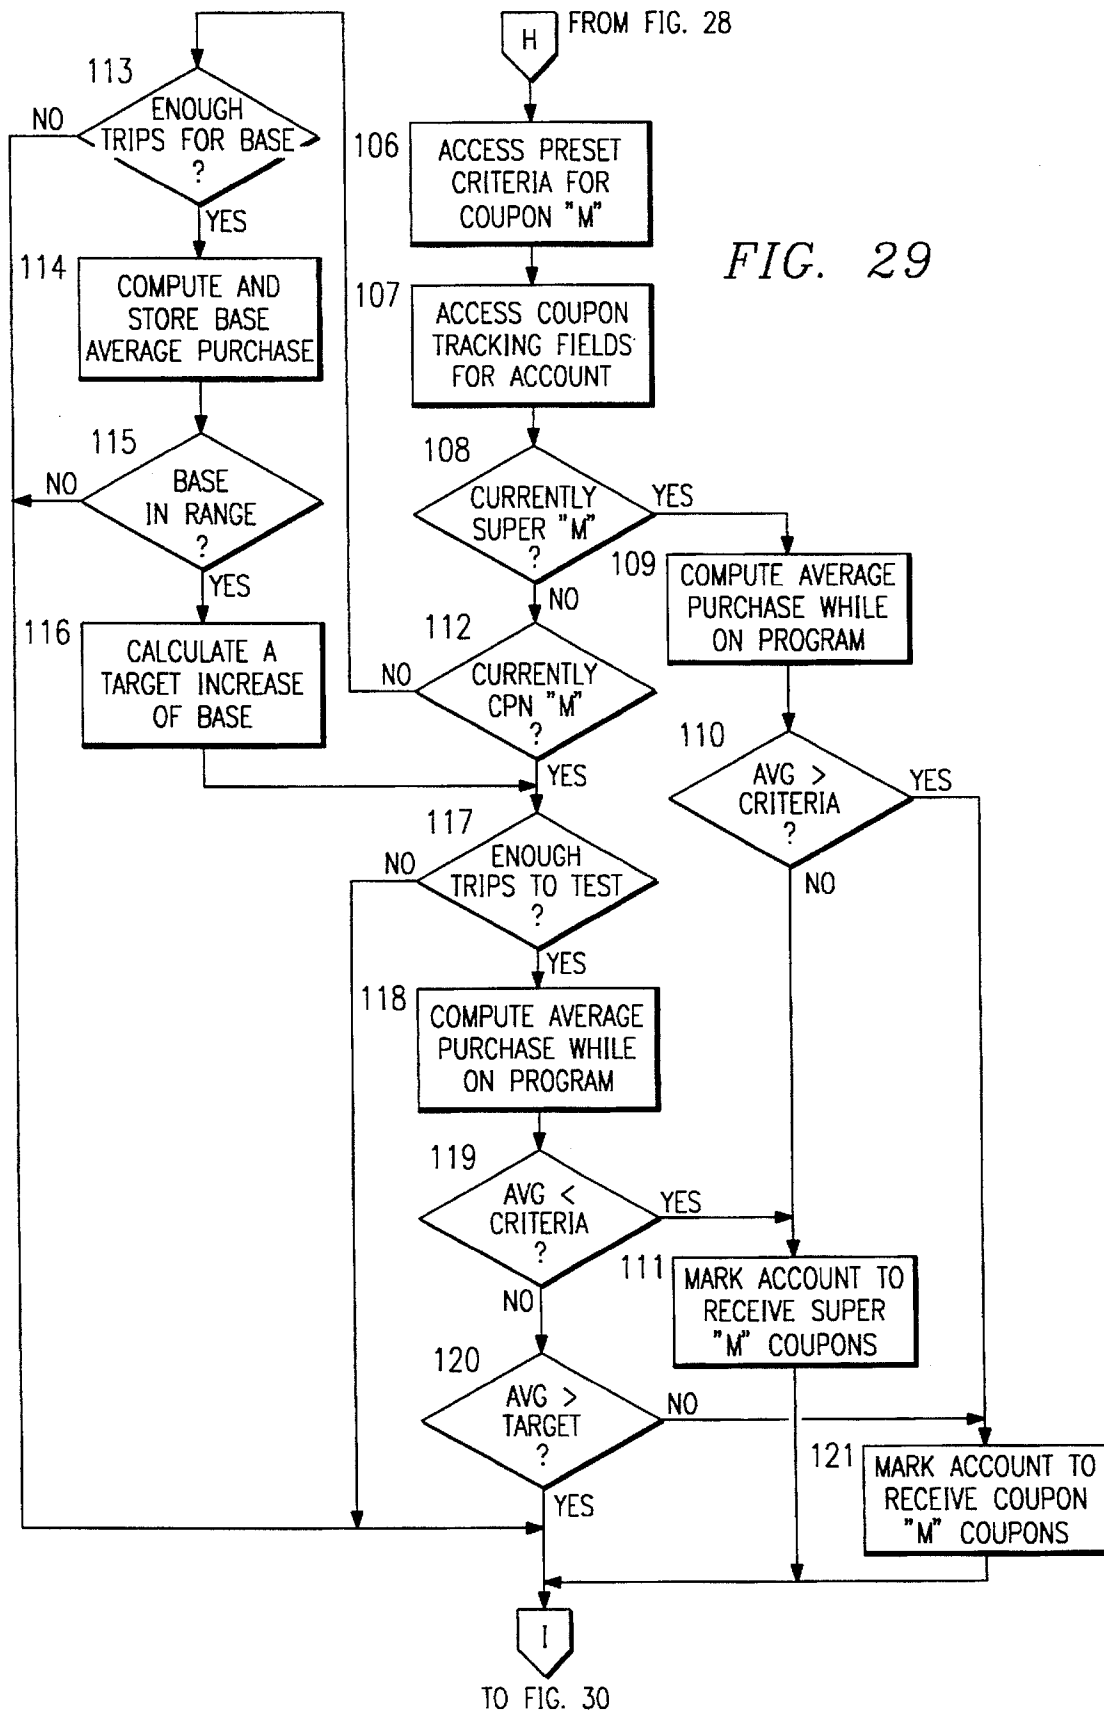 H
FROM FIG. 28
113
ENOUGH
TRIPS FOR BASE
?
NO
YES
106
ACCESS PRESET
CRITERIA FOR
COUPON "M"
FIG. 29
114
COMPUTE AND
STORE BASE
AVERAGE PURCHASE
107
ACCESS COUPON
TRACKING FIELDS
FOR ACCOUNT
115
BASE
IN RANGE
?
NO
YES
108
CURRENTLY
SUPER "M"
?
YES
NO
109
COMPUTE AVERAGE
PURCHASE WHILE
ON PROGRAM
116
CALCULATE A
TARGET INCREASE
OF BASE
112
CURRENTLY
CPN "M"
?
NO
YES
110
AVG >
CRITERIA
?
YES
NO
117
ENOUGH
TRIPS TO TEST
?
NO
YES
118
COMPUTE AVERAGE
PURCHASE WHILE
ON PROGRAM
119
AVG <
CRITERIA
?
YES
NO
111
MARK ACCOUNT TO
RECEIVE SUPER
"M" COUPONS
120
AVG >
TARGET
?
NO
YES
121
MARK ACCOUNT TO
RECEIVE COUPON
"M" COUPONS
I
TO FIG. 30